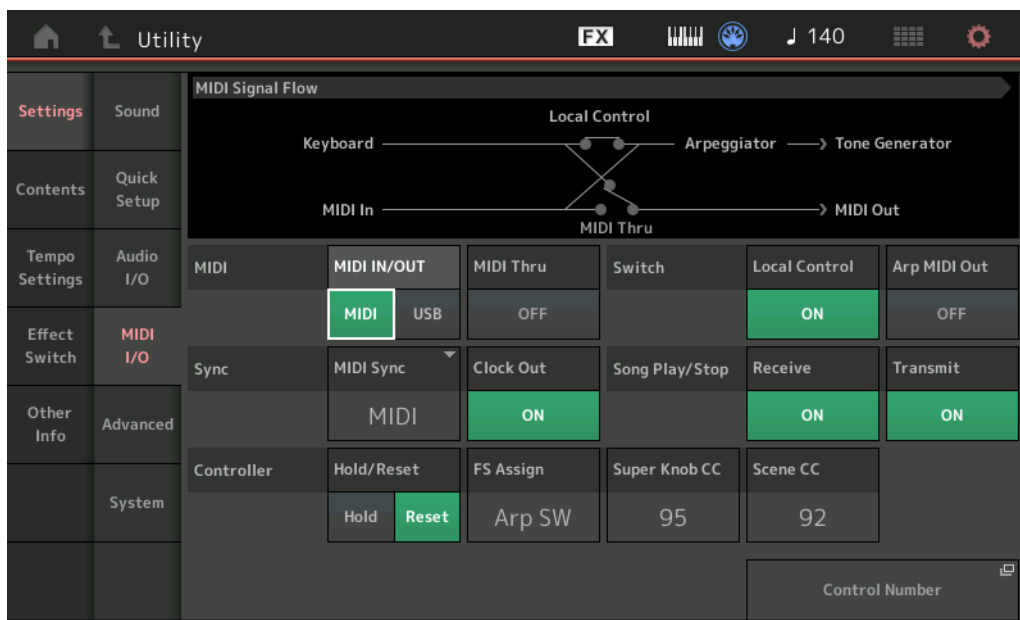 Utility
FX
140
MIDI Signal Flow
Local Control
Keyboard
Arpeggiator
Tone Generator
MIDI In
MIDI Out
MIDI Thru
Settings
Contents
Tempo
Settings
Effect
Switch
Other
Info
Sound
Quick
Setup
Audio
I/O
MIDI
I/O
Advanced
System
MIDI
MIDI IN/OUT
MIDI Thru
Switch
Local Control
Arp MIDI Out
MIDI
USB
OFF
ON
OFF
Sync
MIDI Sync
Clock Out
Song Play/Stop
Receive
Transmit
MIDI
ON
ON
ON
Controller
Hold/Reset
FS Assign
Super Knob CC
Scene CC
Hold
Reset
Arp SW
95
92
Control Number